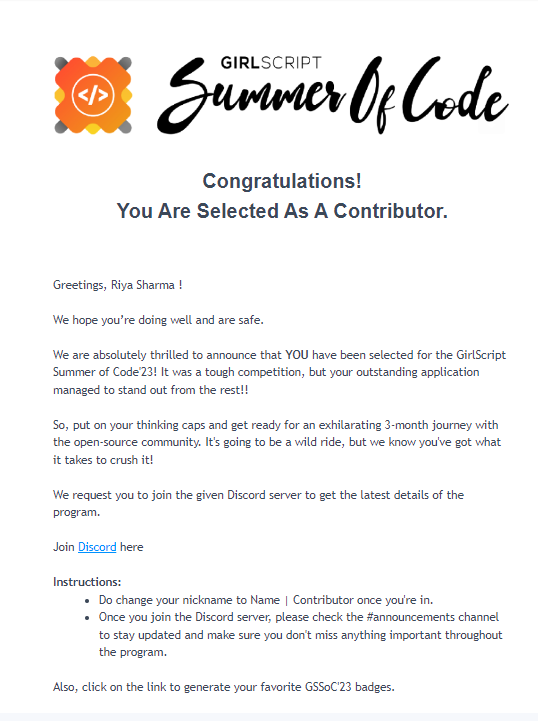 </>
GIRLSCRIPT
Summer Of Code
Congratulations!
You Are Selected As A Contributor.
Greetings, Riya Sharma !
We hope you’re doing well and are safe.
We are absolutely thrilled to announce that YOU have been selected for the GirlScript
Summer of Code'23! It was a tough competition, but your outstanding application
managed to stand out from the rest!!
So, put on your thinking caps and get ready for an exhilarating 3-month journey with
the open-source community. It's going to be a wild ride, but we know you've got what
it takes to crush it!
We request you to join the given Discord server to get the latest details of the
program.
Join Discord here
Instructions:
• Do change your nickname to Name | Contributor once you're in.
• Once you join the Discord server, please check the #announcements channel
to stay updated and make sure you don't miss anything important throughout
the program.
Also, click on the link to generate your favorite GSSoC'23 badges.